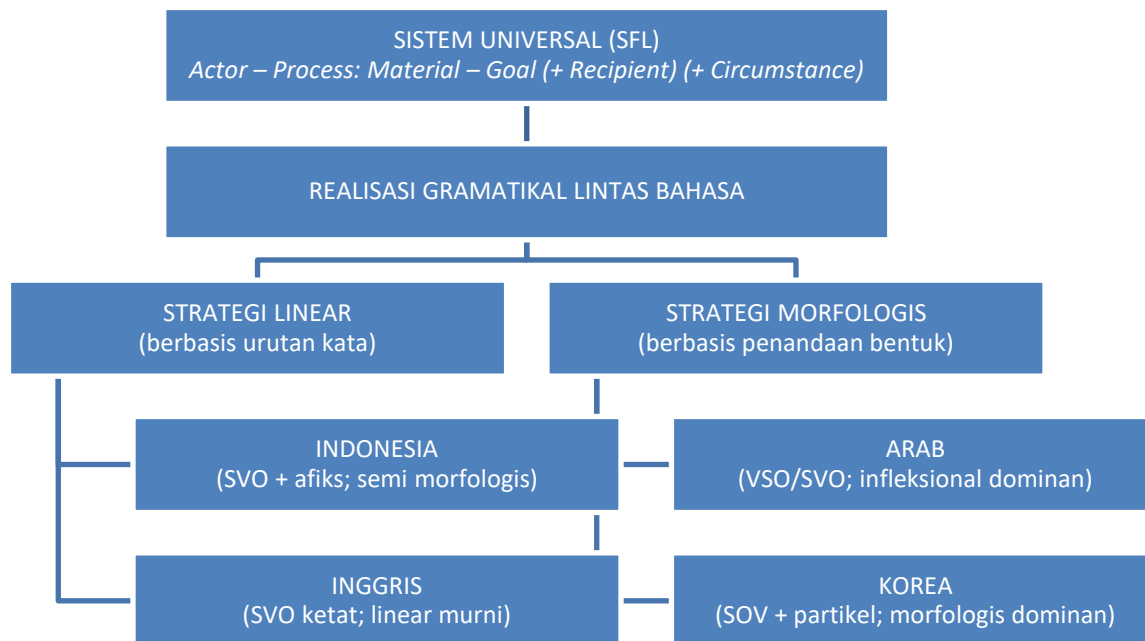 SISTEM UNIVERSAL (SFL)
Actor – Process: Material – Goal (+ Recipient) (+ Circumstance)
REALISASI GRAMATIKAL LINTAS BAHASA
STRATEGI LINEAR
(berbasis urutan kata)
STRATEGI MORFOLOGIS
(berbasis penandaan bentuk)
INDONESIA
(SVO + afiks; semi morfologis)
ARAB
(VSO/SVO; infleksional dominan)
INGGRIS
(SVO ketat; linear murni)
KOREA
(SOV + partikel; morfologis dominan)